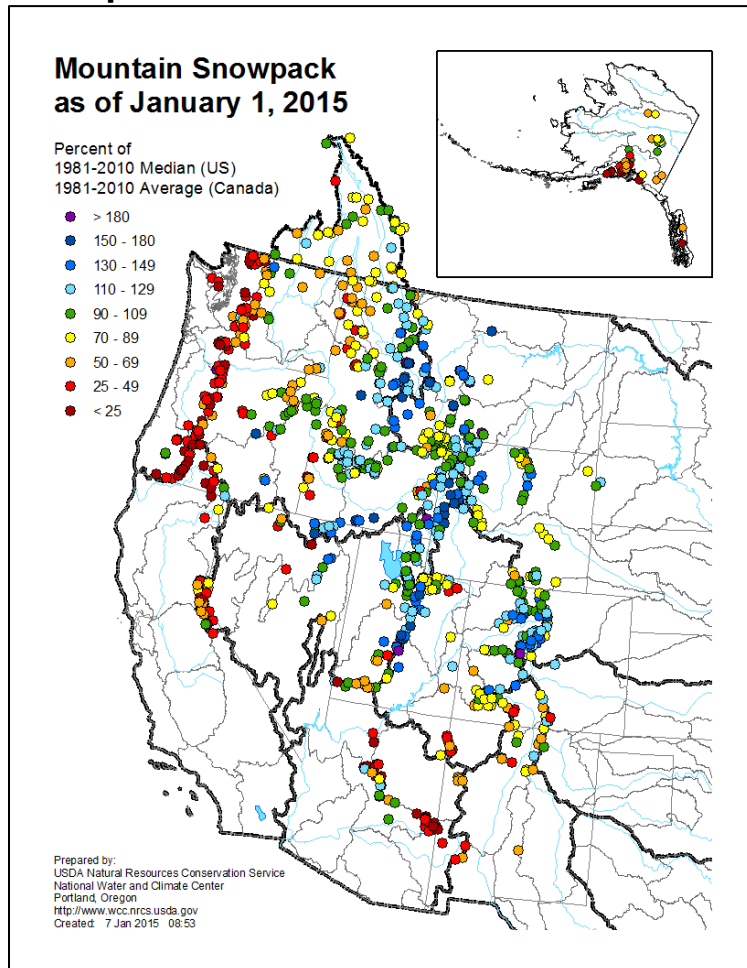 Mountain Snowpack
as of January 1, 2015
Percent of
1981-2010 Median (US)
1981-2010 Average (Canada)
> 180
150 - 180
130 - 149
110 - 129
90 - 109
70 - 89
50 - 69
25 - 49
< 25
Prepared by:
USDA Natural Resources Conservation Service
National Water and Climate Center
Portland, Oregon
http://www.wcc.nrcs.usda.gov
Created: 7 Jan 2015 08:53